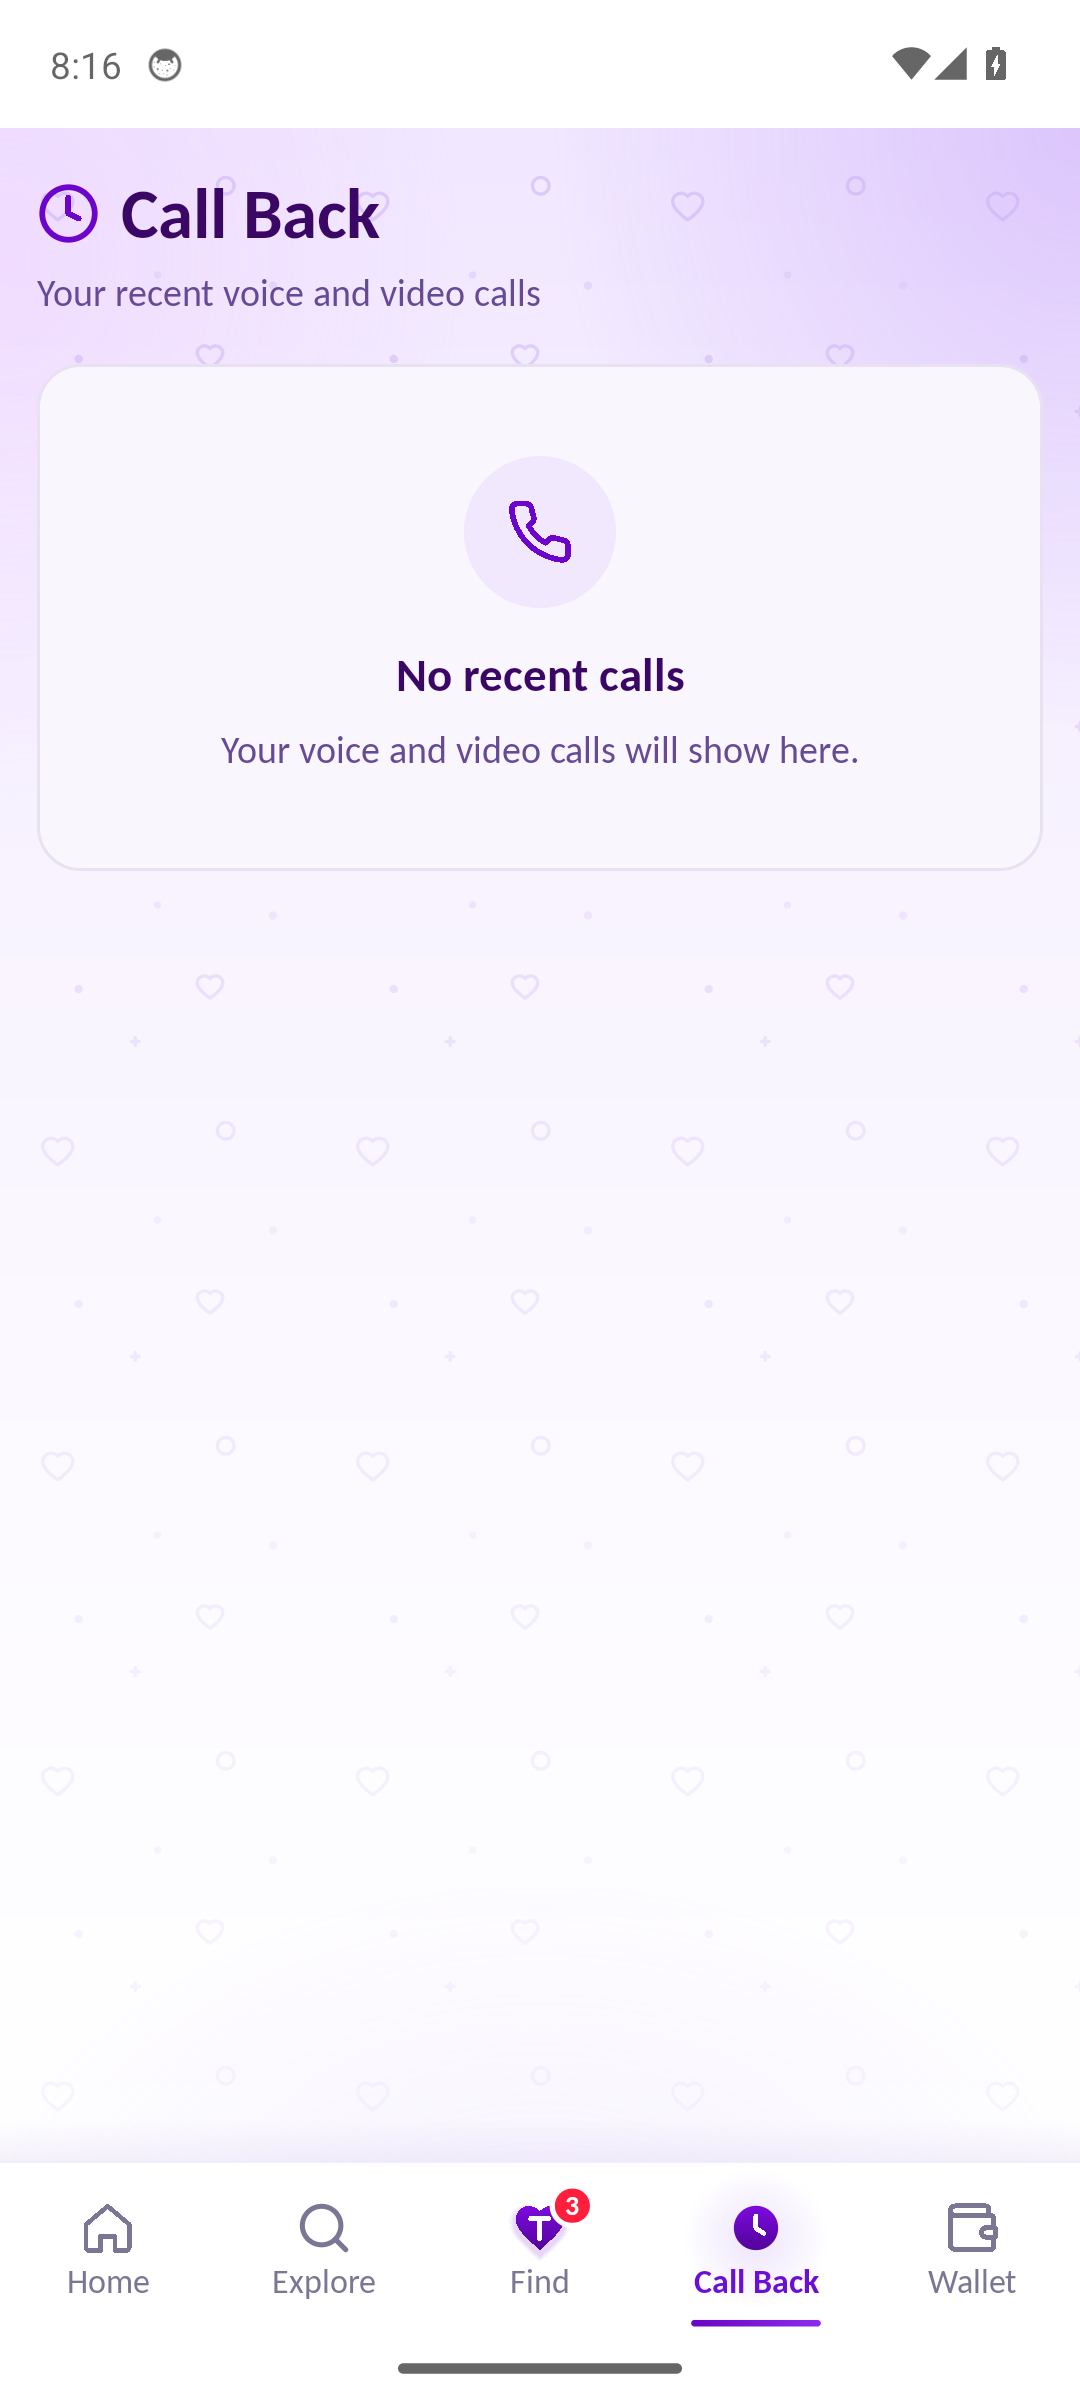 8:16
Call Back
Your recent voice and video calls
No recent calls
Your voice and video calls will show here.
T
3
Home
Explore
Find
Call Back
Wallet